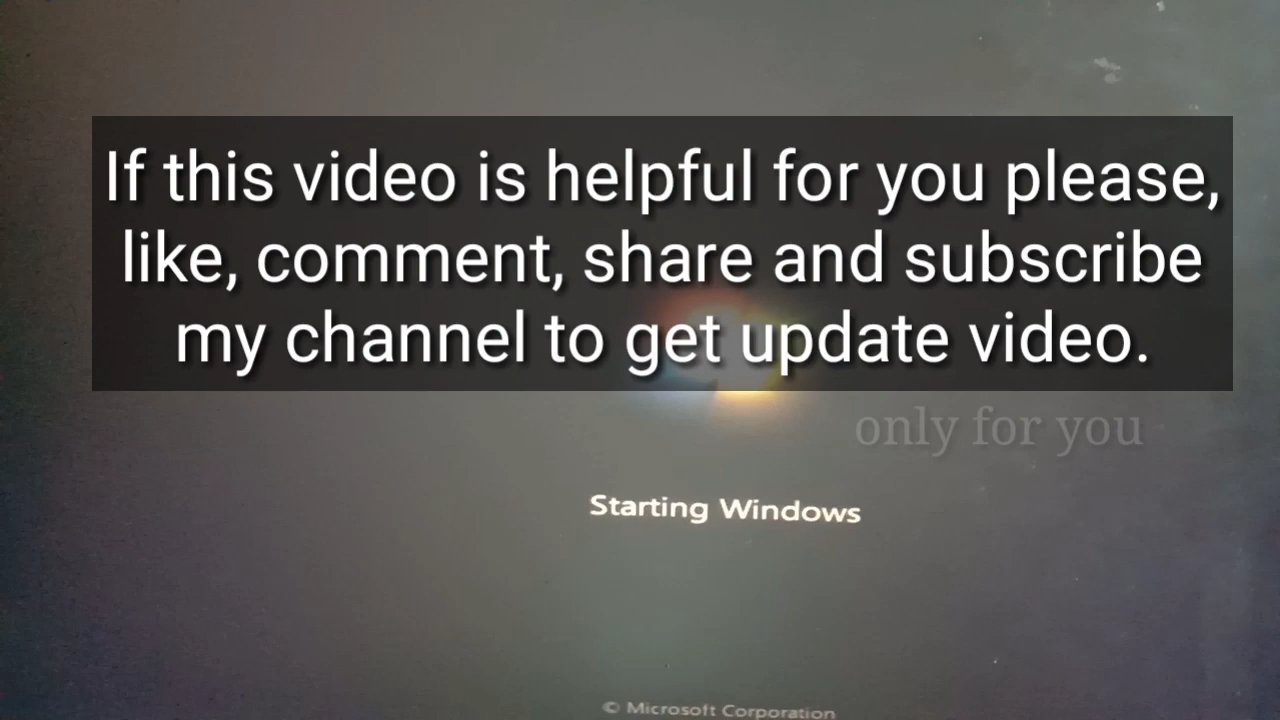 If this video is helpful for you please,
like, comment, share and subscribe
my channel to get update video.
only for you
Starting Windows
© Microsoft Corporation